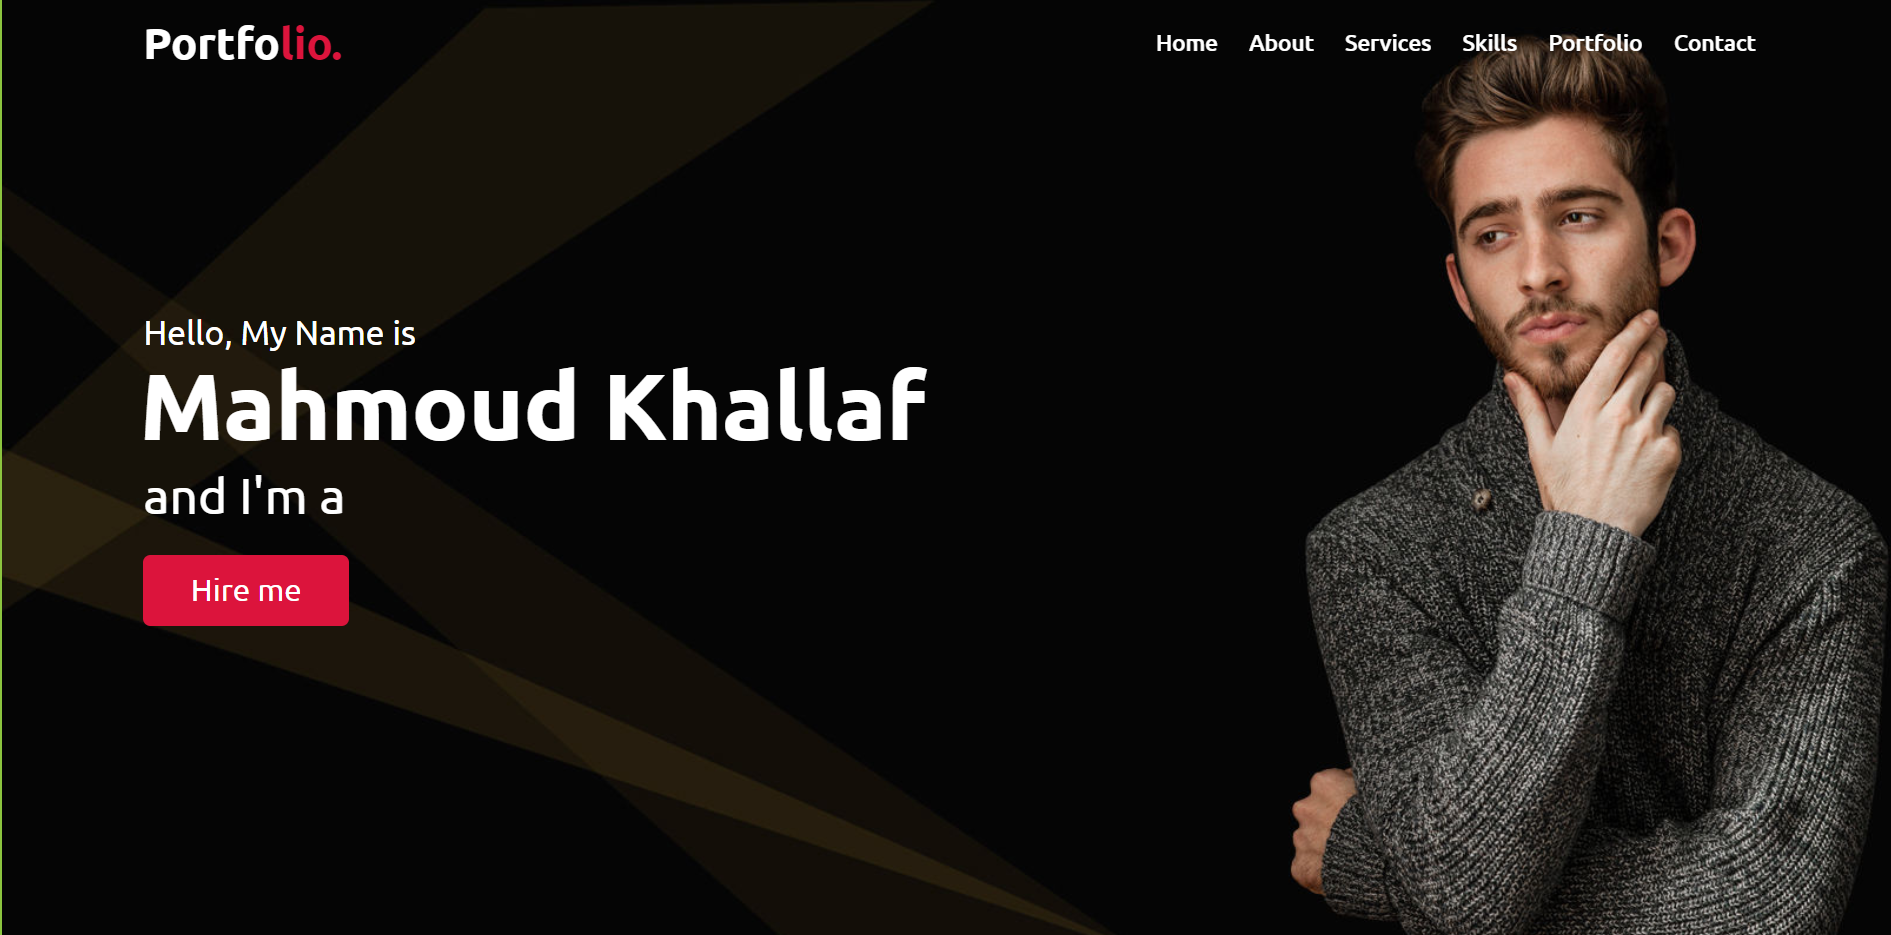 Portfolio.
Home About Services Skills Portfolio Contact
Hello, My Name is
Mahmoud Khallaf
and I'm a
Hire me